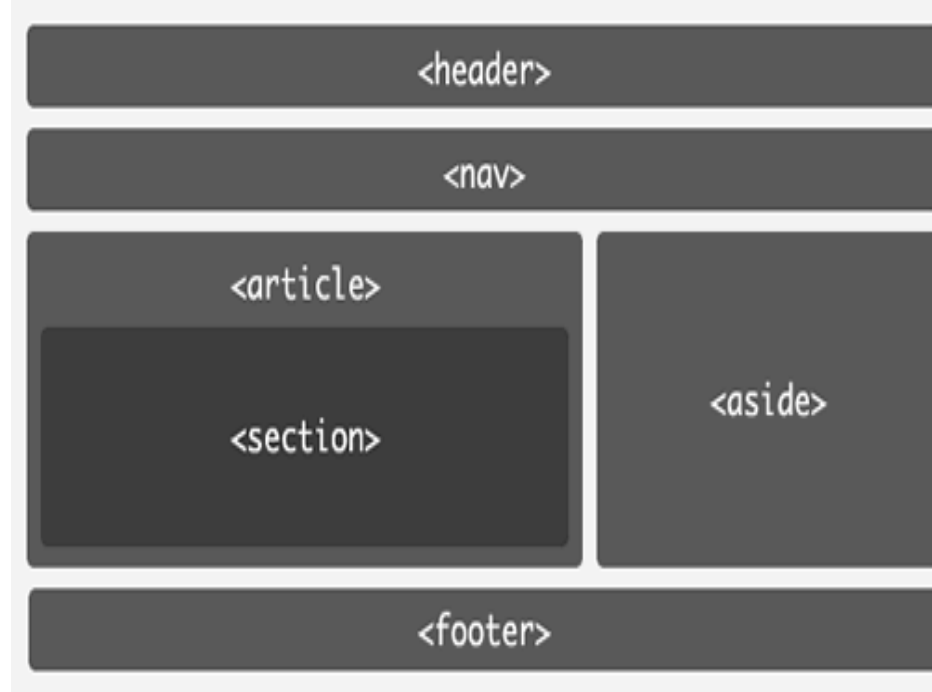 <header>
<nav>
<article>
<section>
<aside>
<footer>